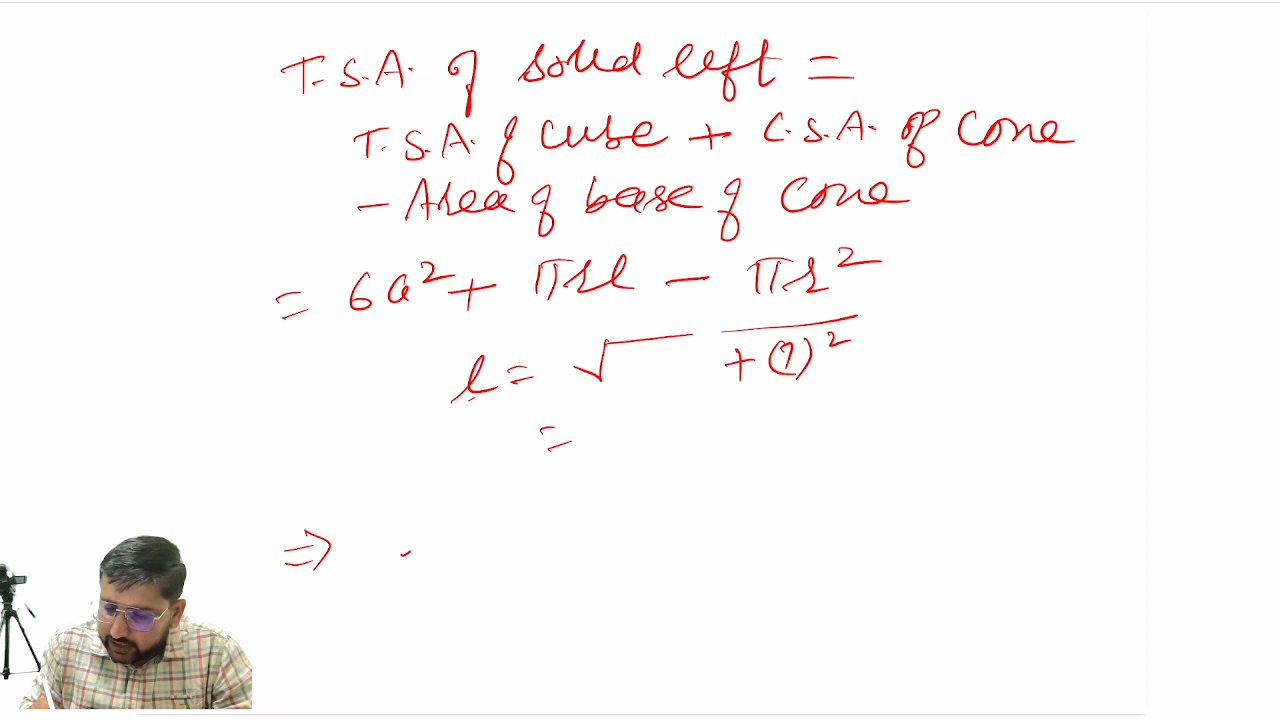 T.S.A. of solid left =
T.S.A. of cube + C.S.A. of cone
- Area of base of cone
= 6a² + πrl - πr²
l = √ + (7)²
=
⇒